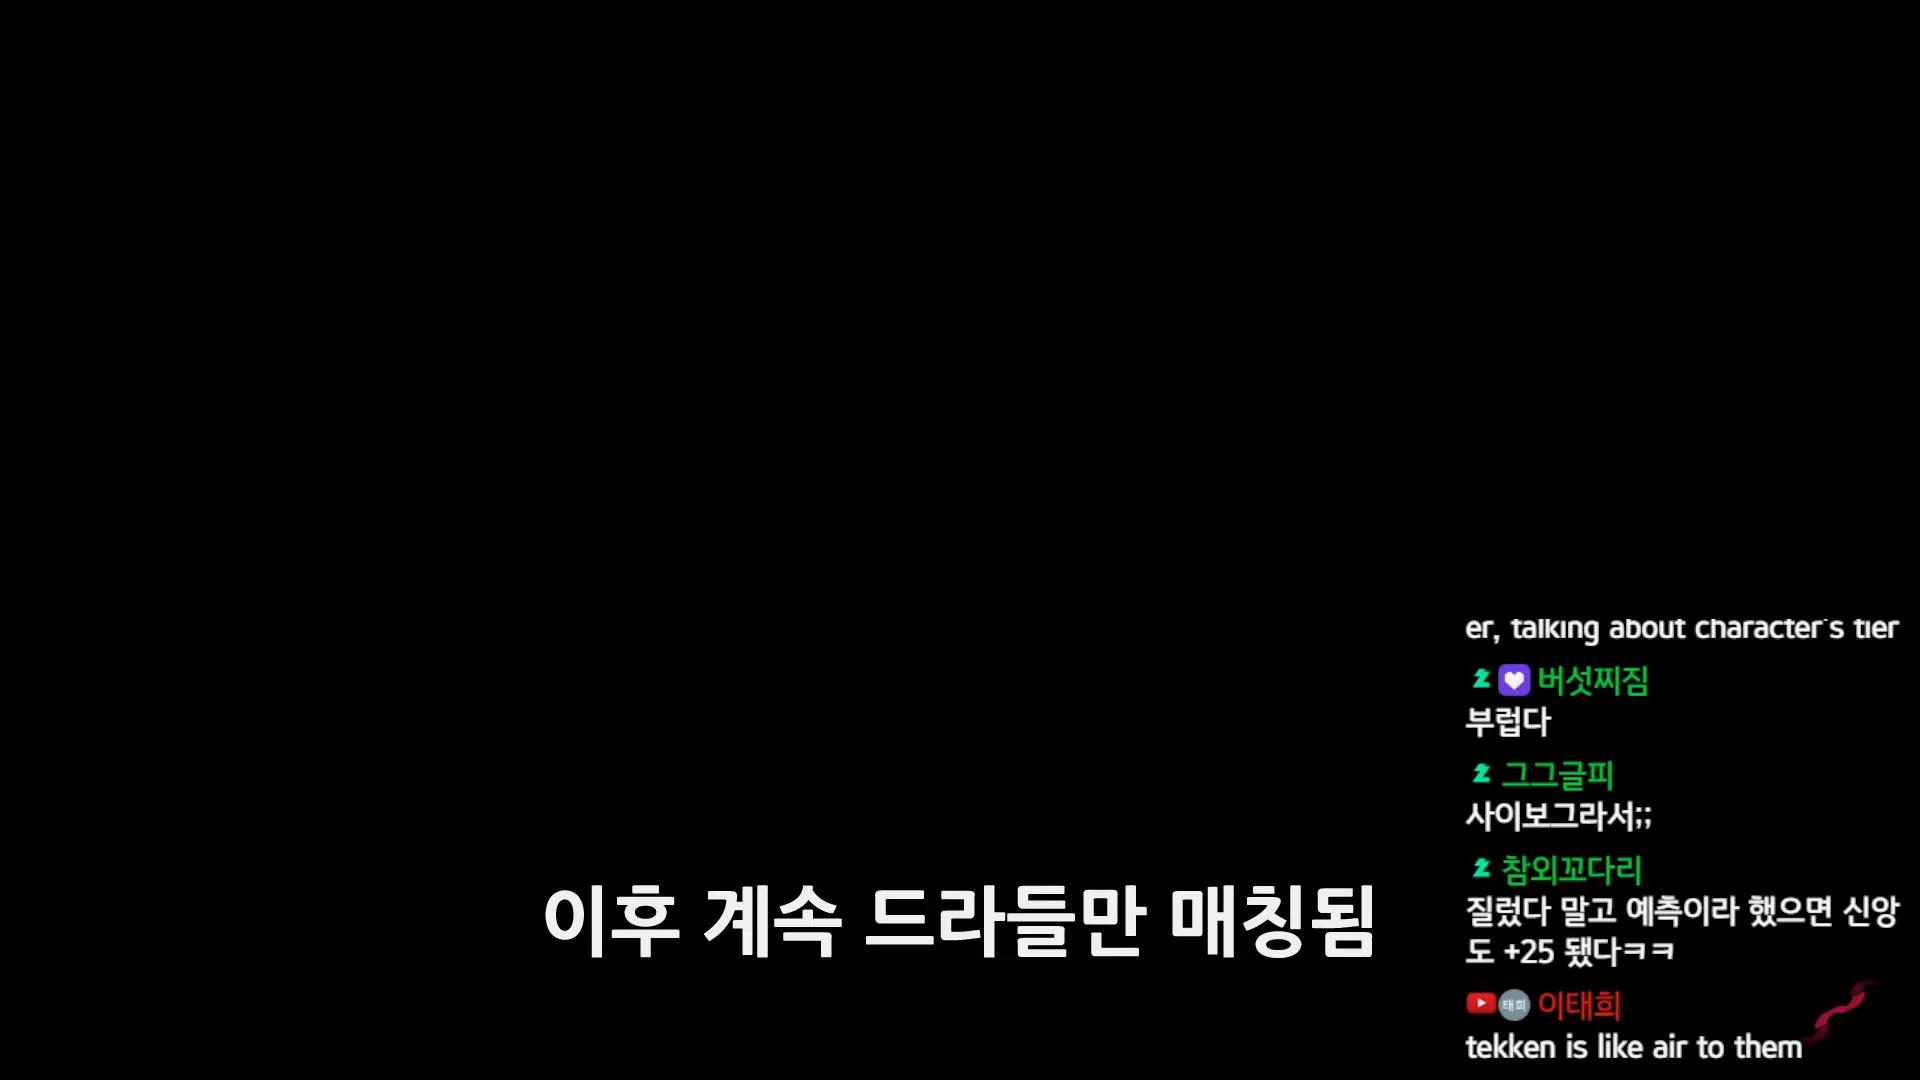 er, talking about character's tier
버섯찌짐
부럽다
그그글피
사이보그라서;;
참외꼬다리
질렀다 말고 예측이라 했으면 신앙
도 +25 됐다ㅋㅋ
태희 이태희
tekken is like air to them
이후 계속 드라들만 매칭됨